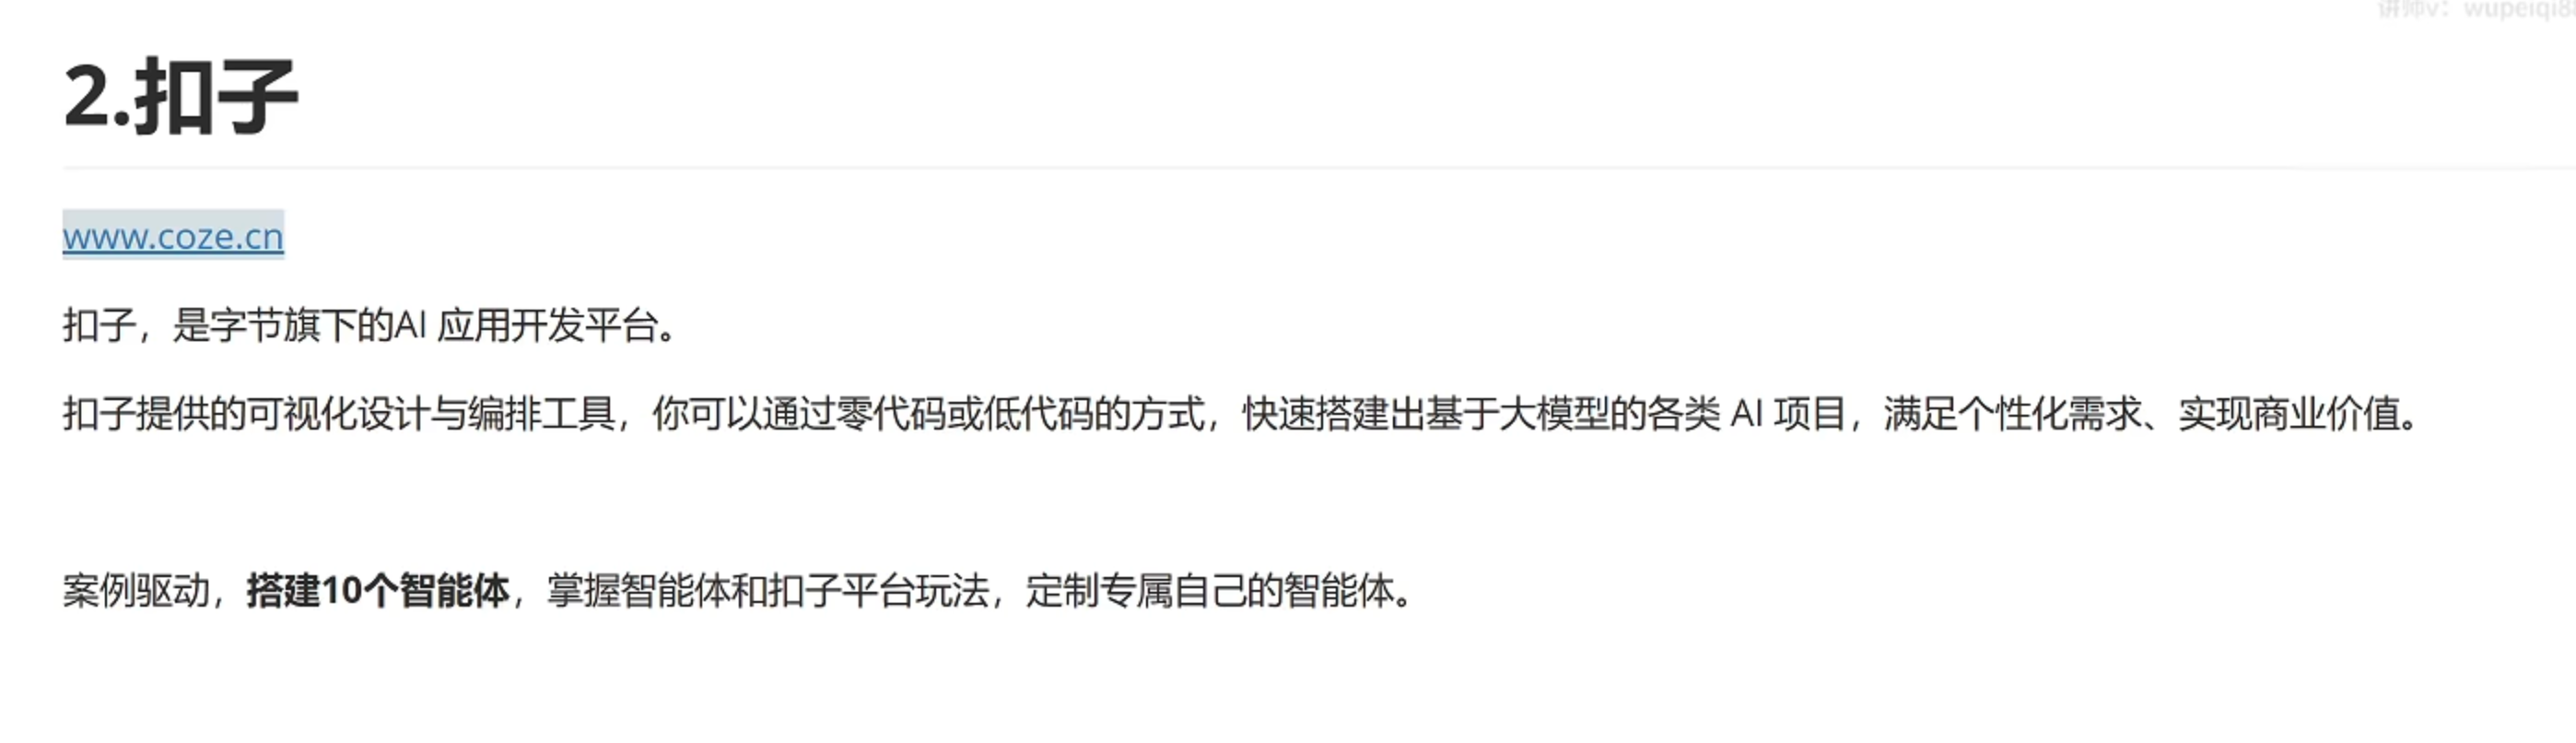 讲师v：wupeiqi8
2.扣子
www.coze.cn
扣子，是字节旗下的AI 应用开发平台。
扣子提供的可视化设计与编排工具，你可以通过零代码或低代码的方式，快速搭建出基于大模型的各类 AI 项目，满足个性化需求、实现商业价值。
案例驱动，搭建10个智能体，掌握智能体和扣子平台玩法，定制专属自己的智能体。